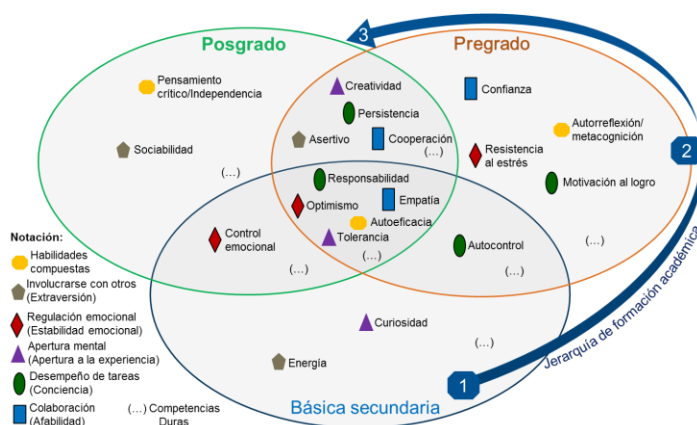 Posgrado
3
Pregrado
Pensamiento
crítico/Independencia
Creatividad
Confianza
Persistencia
Autorreflexión/
metacognición
Sociabilidad
Asertivo
Cooperación
(...)
Resistencia
al estrés
2
(...)
Responsabilidad
Motivación al logro
Optimismo
Empatía
Autoeficacia
Control
emocional
Tolerancia
Autocontrol
(...)
(...)
(...)
(...)
(...)
Notación:
Habilidades
compuestas
Involucrarse con otros
(Extraversión)
Regulación emocional
(Estabilidad emocional)
Apertura mental
(Apertura a la experiencia)
Desempeño de tareas
(Conciencia)
Colaboración
(Afabilidad)
(...) Competencias
Duras
Curiosidad
(...)
Energía
1
Básica secundaria
Jerarquía de formación académica